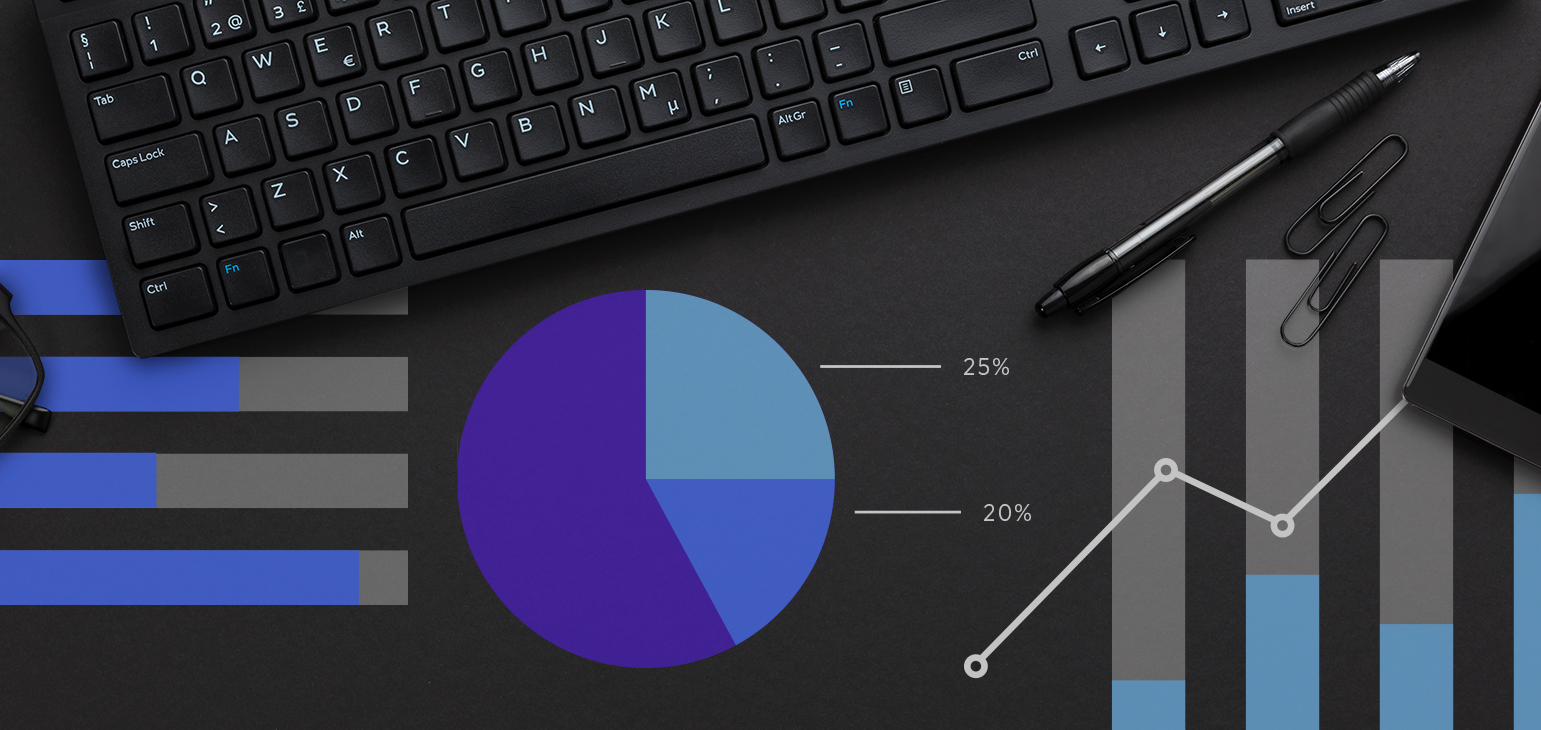 § ! " 2 @ 3 £
1
Tab Q W E € R T K L Insert
Caps Lock A S D F G H J
Shift > < Z X C V B N M µ ; , : . – - Ctrl
Ctrl Fn Alt AltGr Fn
25%
20%